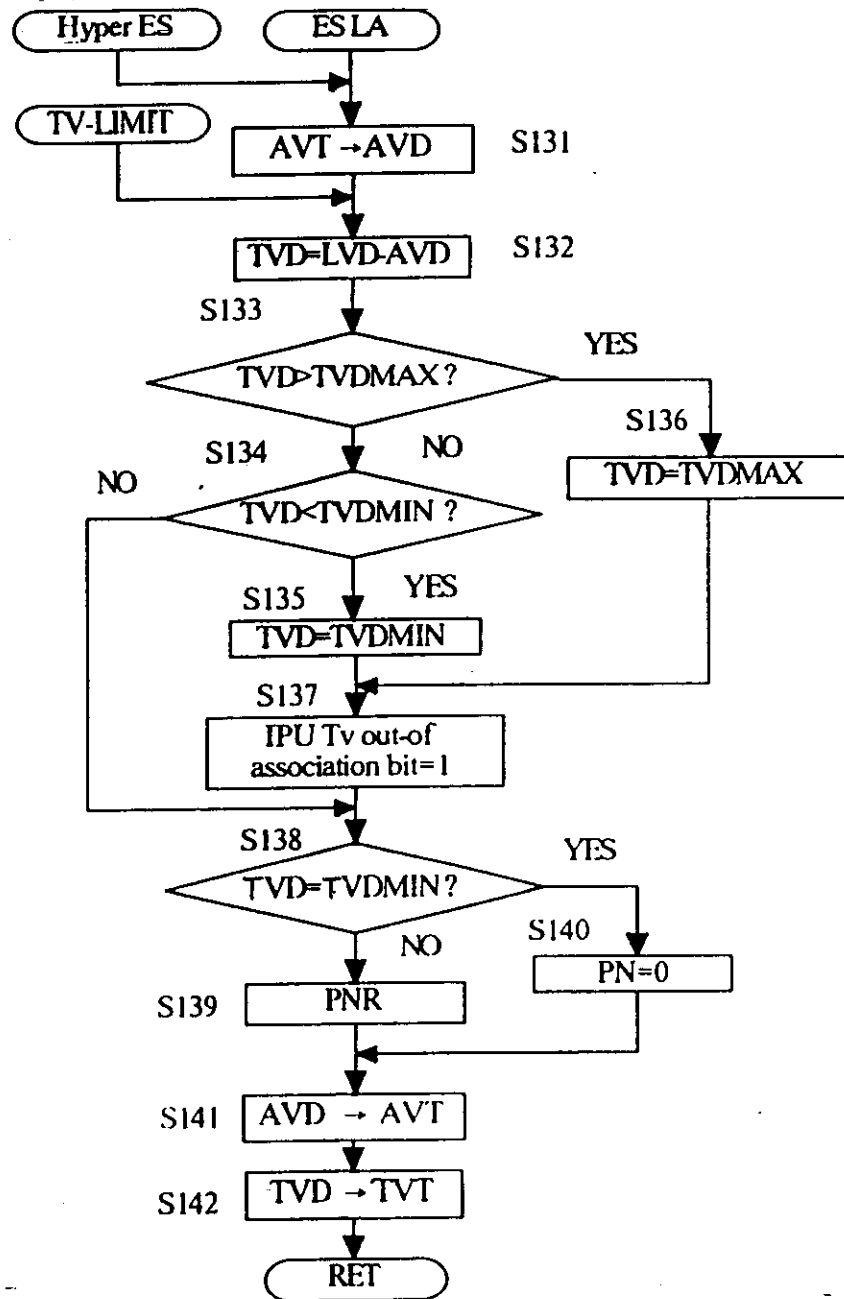 Hyper ES
ES LA
TV-LIMIT
AVT → AVD
S131
TVD=LVD-AVD
S132
S133
YES
TVD>TVDMAX?
S136
S134
NO
TVD=TVDMAX
NO
TVD<TVDMIN ?
YES
S135
TVD=TVDMIN
S137
IPU Tv out-of
association bit=1
S138
YES
TVD=TVDMIN?
S140
NO
PN=0
S139
PNR
S141
AVD → AVT
S142
TVD → TVT
RET